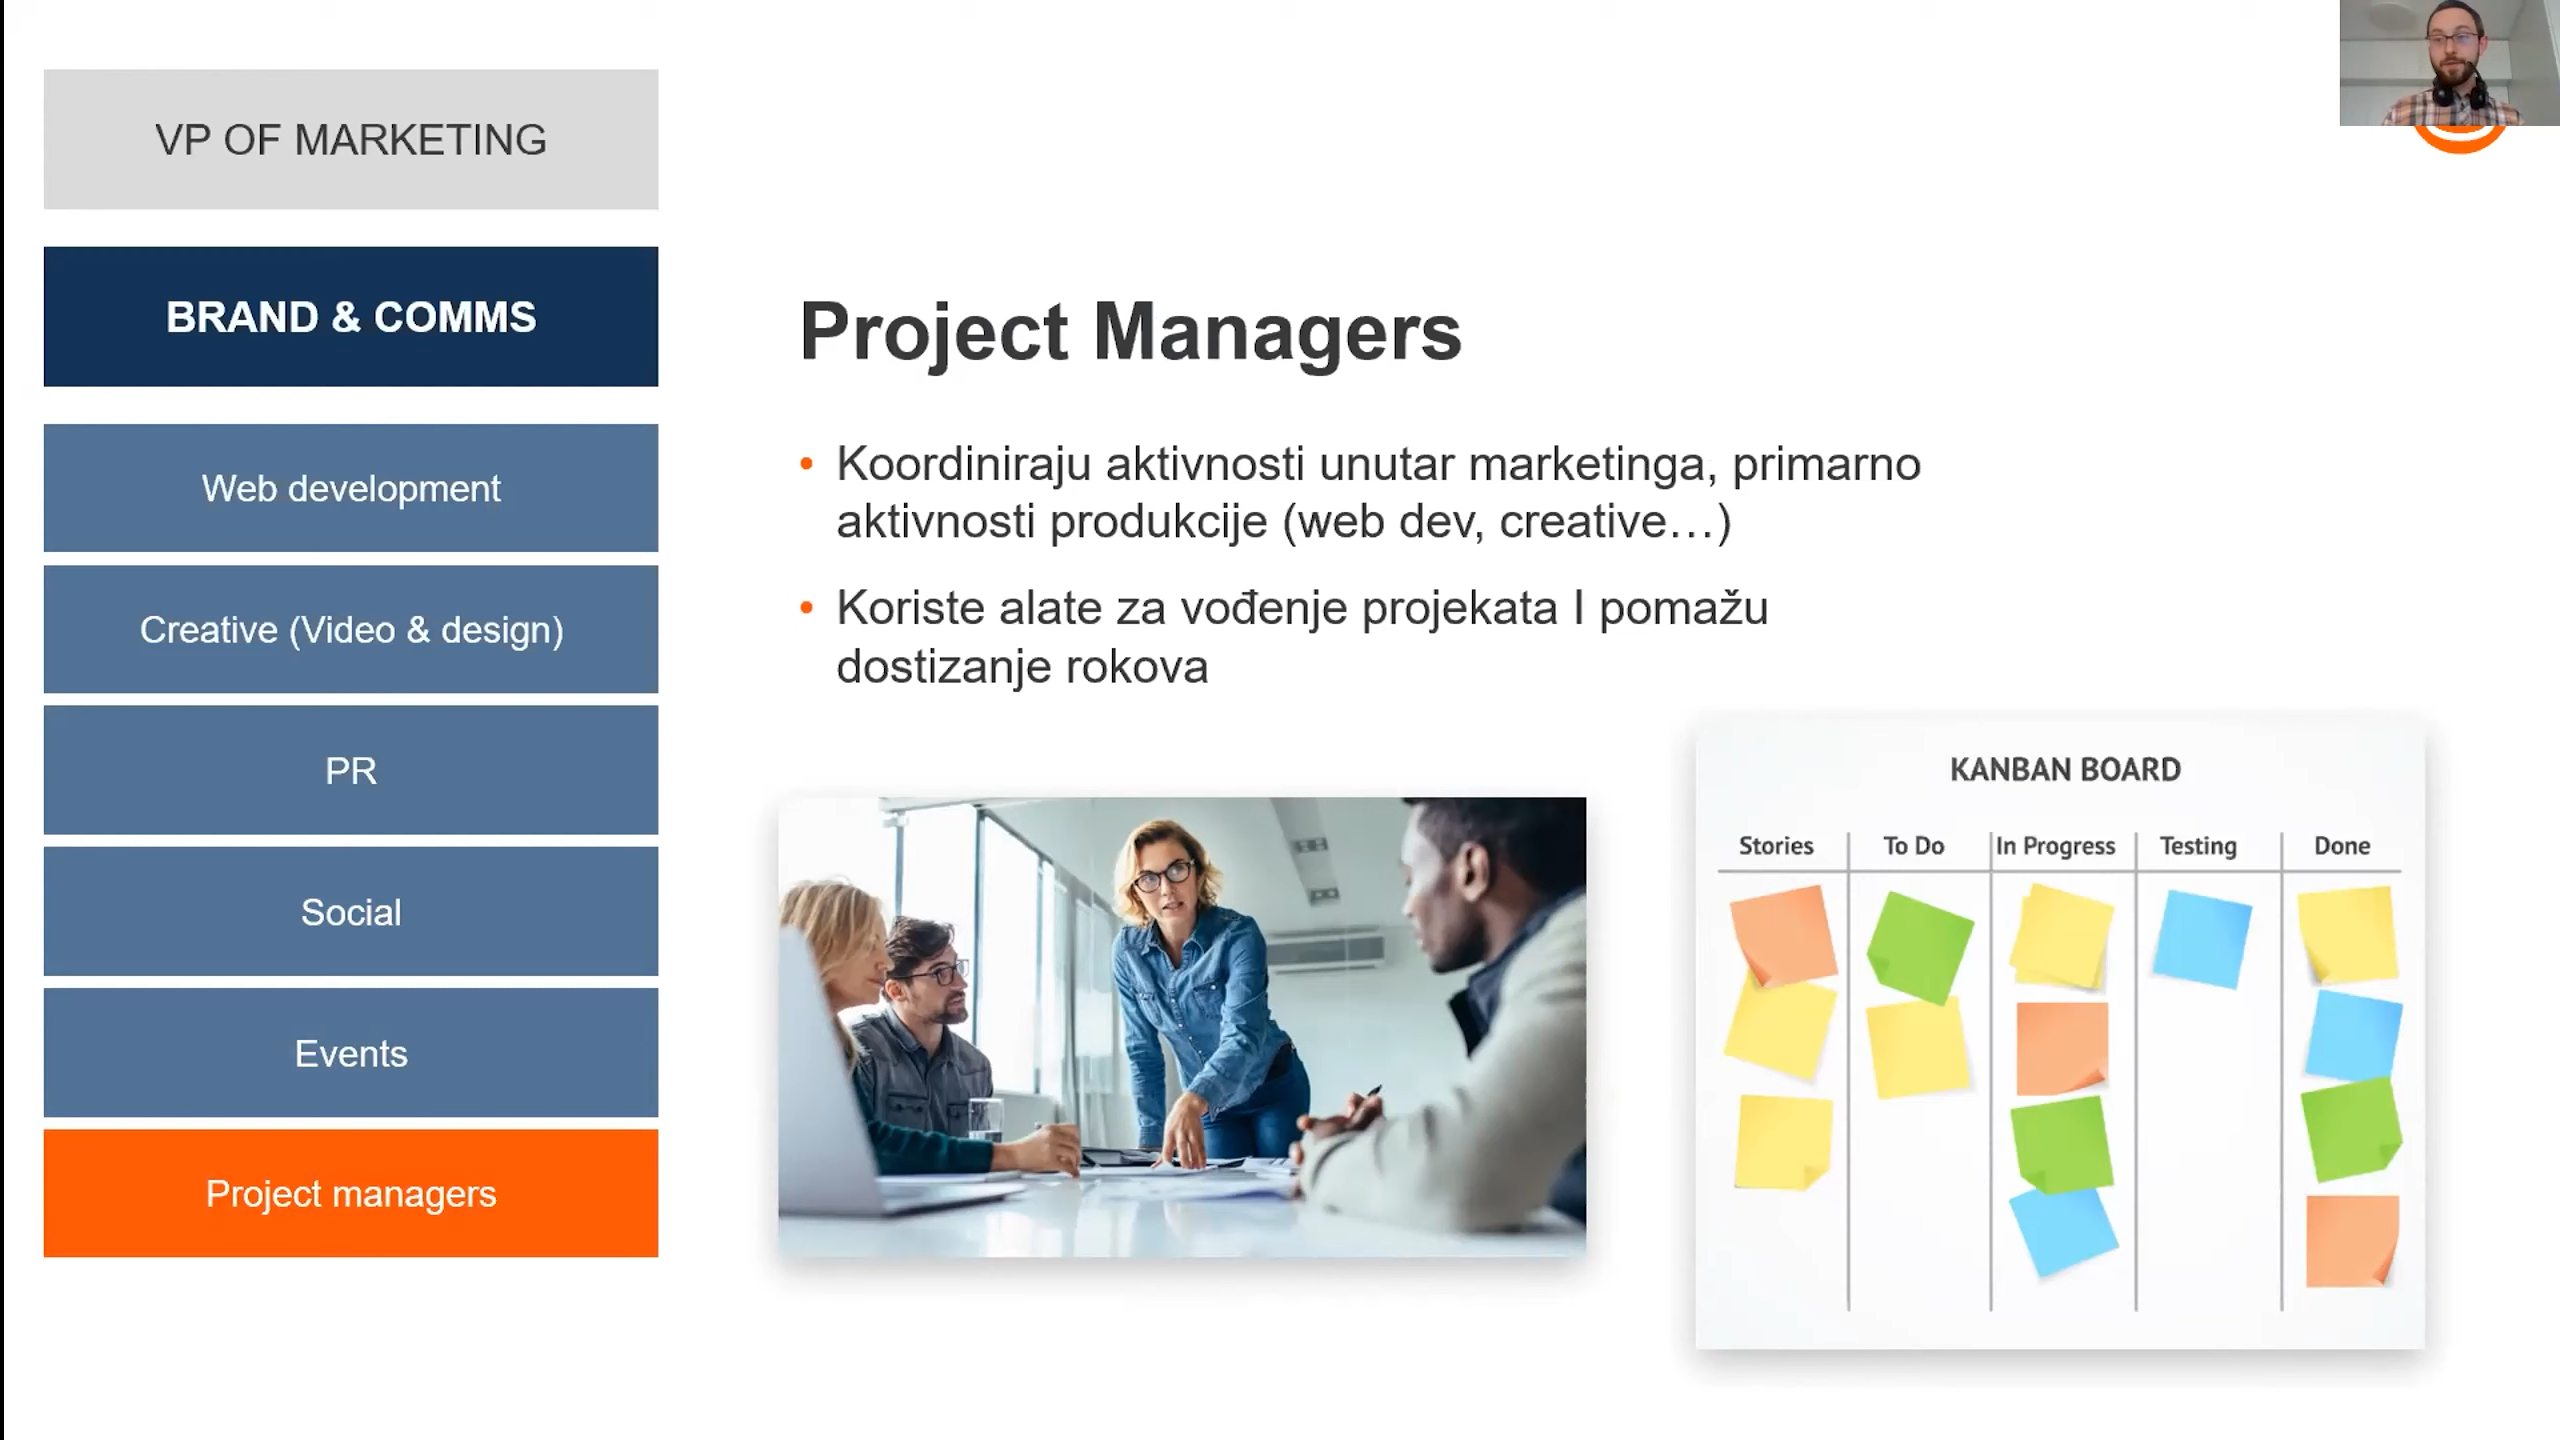 VP OF MARKETING
BRAND & COMMS
Web development
Creative (Video & design)
PR
Social
Events
Project managers
Project Managers
• Koordiniraju aktivnosti unutar marketinga, primarno
aktivnosti produkcije (web dev, creative…)
• Koriste alate za vođenje projekata I pomažu
dostizanje rokova
KANBAN BOARD
Stories To Do In Progress Testing Done